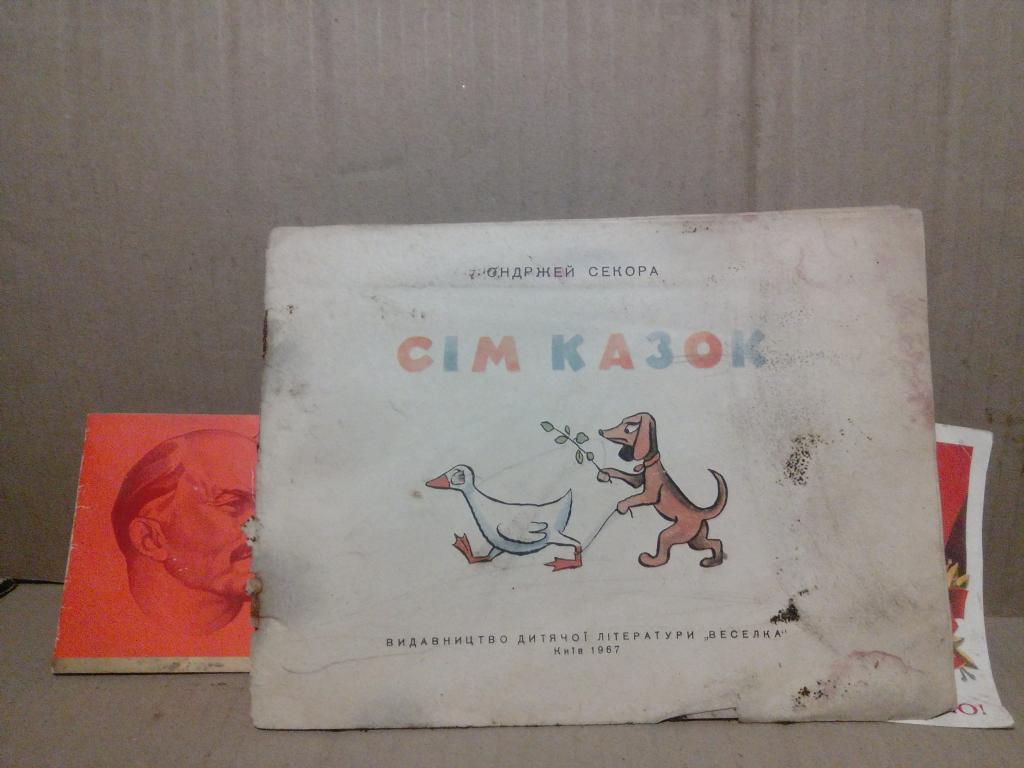 ОНДРЖЕЙ СЕКОРА
СІМ КАЗОК
ВИДАВНИЦТВО ДИТЯЧОЇ ЛІТЕРАТУРИ „ВЕСЕЛКА"
Київ 1967